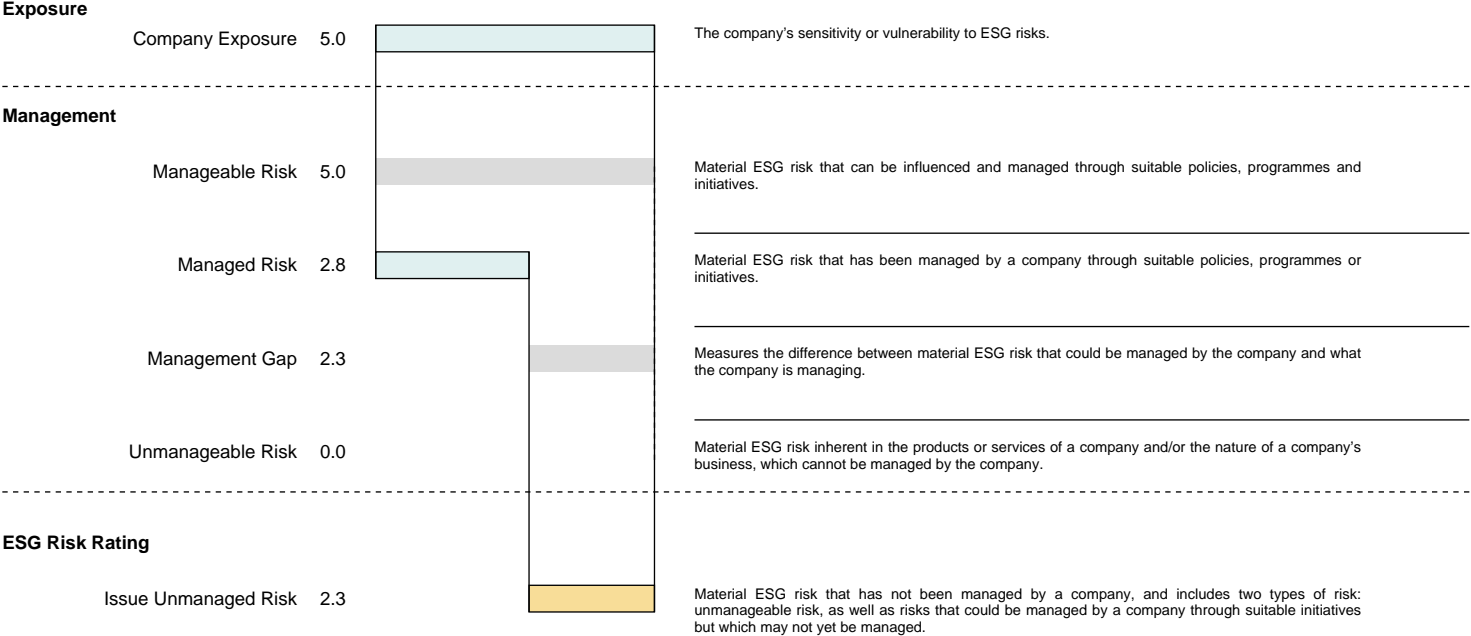 Exposure
Company Exposure 5.0
The company’s sensitivity or vulnerability to ESG risks.
Management
Manageable Risk 5.0
Material ESG risk that can be influenced and managed through suitable policies, programmes and
initiatives.
Managed Risk 2.8
Material ESG risk that has been managed by a company through suitable policies, programmes or
initiatives.
Management Gap 2.3
Measures the difference between material ESG risk that could be managed by the company and what
the company is managing.
Unmanageable Risk 0.0
Material ESG risk inherent in the products or services of a company and/or the nature of a company’s
business, which cannot be managed by the company.
ESG Risk Rating
Issue Unmanaged Risk 2.3
Material ESG risk that has not been managed by a company, and includes two types of risk:
unmanageable risk, as well as risks that could be managed by a company through suitable initiatives
but which may not yet be managed.